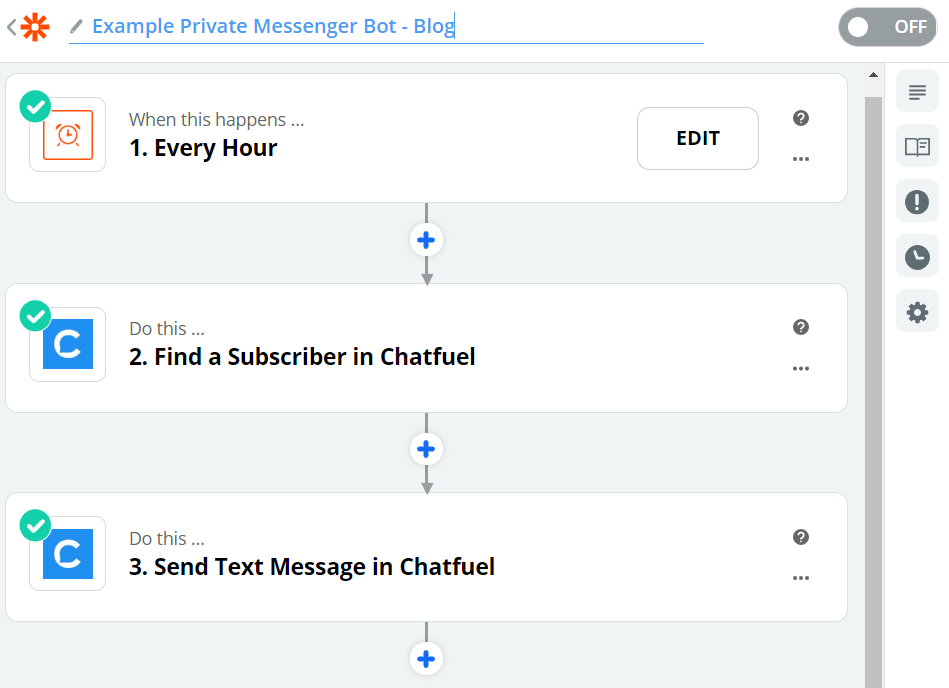 Example Private Messenger Bot - Blog
OFF
When this happens ...
1. Every Hour
EDIT
Do this ...
2. Find a Subscriber in Chatfuel
Do this ...
3. Send Text Message in Chatfuel